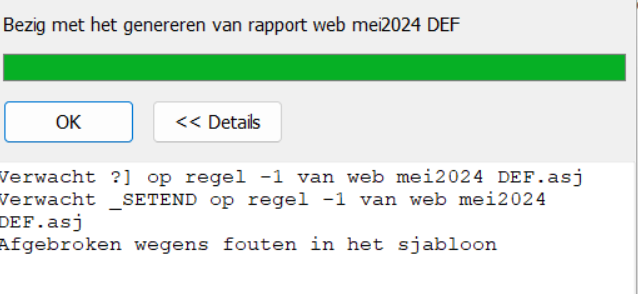 Bezig met het genereren van rapport web mei2024 DEF
OK
<< Details
Verwacht ?] op regel -1 van web mei2024 DEF.asj
Verwacht _SETEND op regel -1 van web mei2024
DEF.asj
Afgebroken wegens fouten in het sjabloon